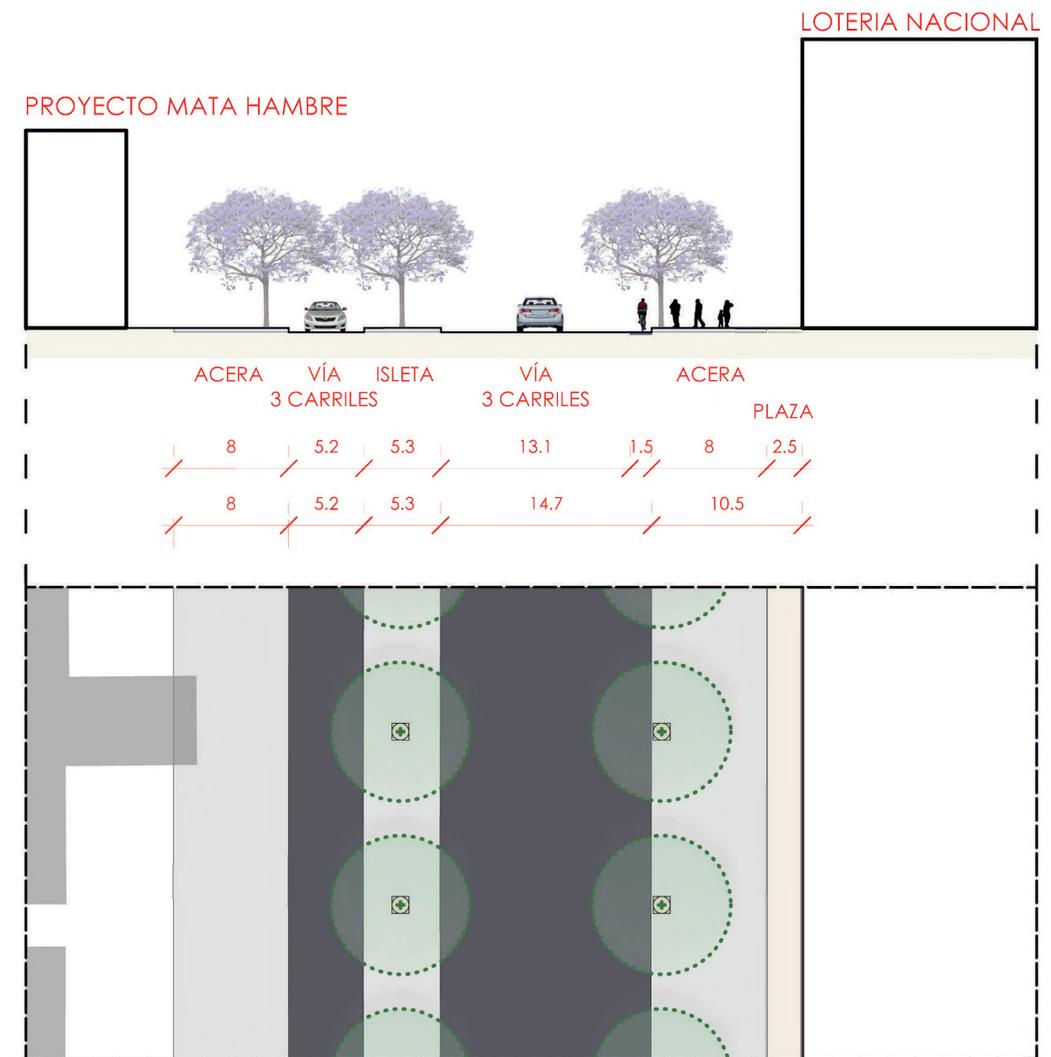 LOTERIA NACIONAL
PROYECTO MATA HAMBRE
ACERA VÍA ISLETA VÍA ACERA
3 CARRILES 3 CARRILES
PLAZA
8 5.2 5.3 13.1 1.5 8 2.5
8 5.2 5.3 14.7 10.5